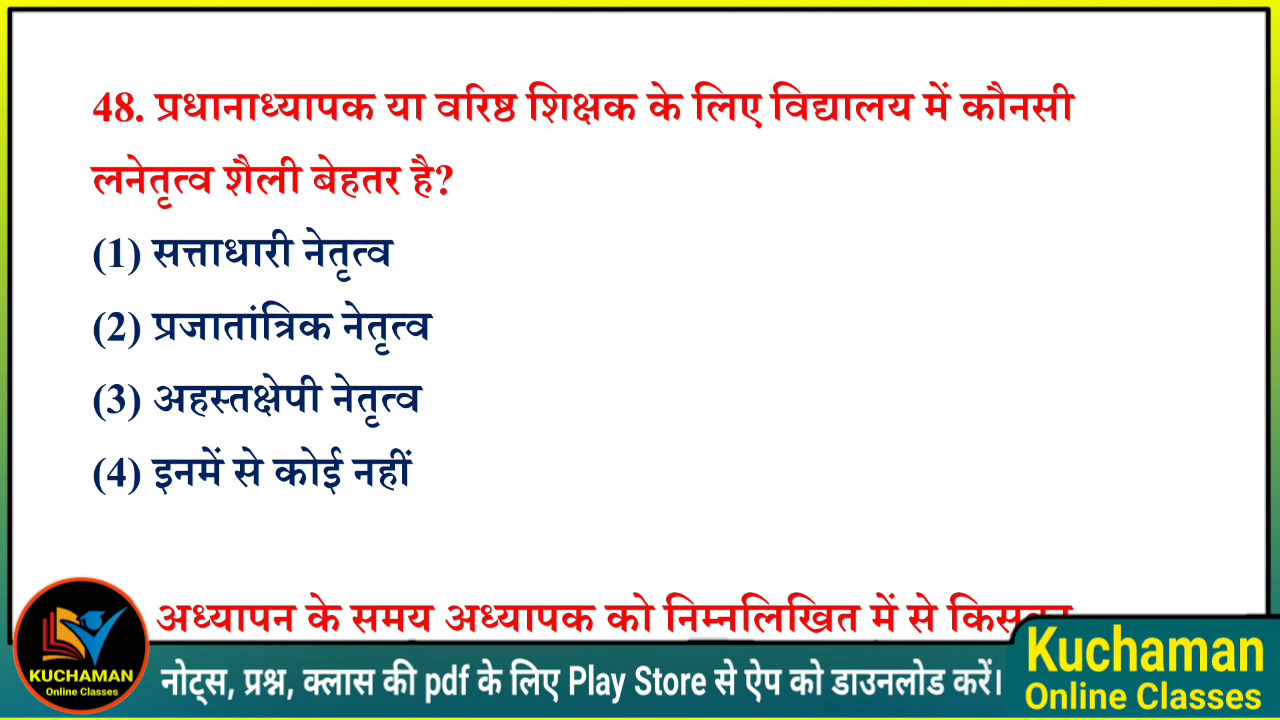 48. प्रधानाध्यापक या वरिष्ठ शिक्षक के लिए विद्यालय में कौनसी
लनेतृत्व शैली बेहतर है?
(1) सत्ताधारी नेतृत्व
(2) प्रजातांत्रिक नेतृत्व
(3) अहस्तक्षेपी नेतृत्व
(4) इनमें से कोई नहीं
अध्यापन के समय अध्यापक को निम्नलिखित में से
KUCHAMAN
Online Classes
नोट्स, प्रश्न, क्लास की pdf के लिए Play Store से ऐप को डाउनलोड करें।
Kuchaman
Online Classes